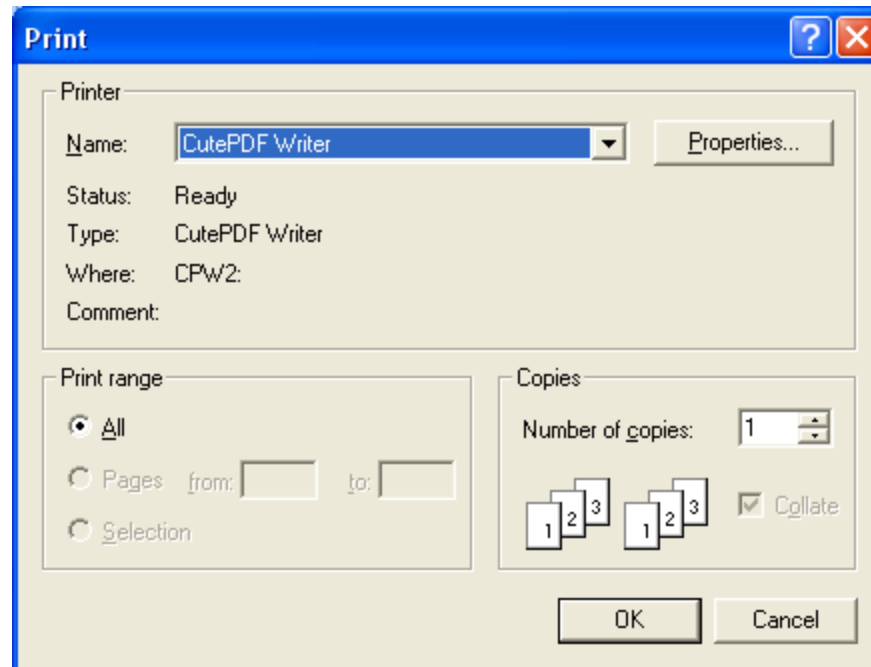 Print
Printer
Name: CutePDF Writer Properties...
Status: Ready
Type: CutePDF Writer
Where: CPW2:
Comment:
Print range
All
Pages from: to:
Selection
Copies
Number of copies: 1
1 2 3 1 2 3
Collate
OK Cancel